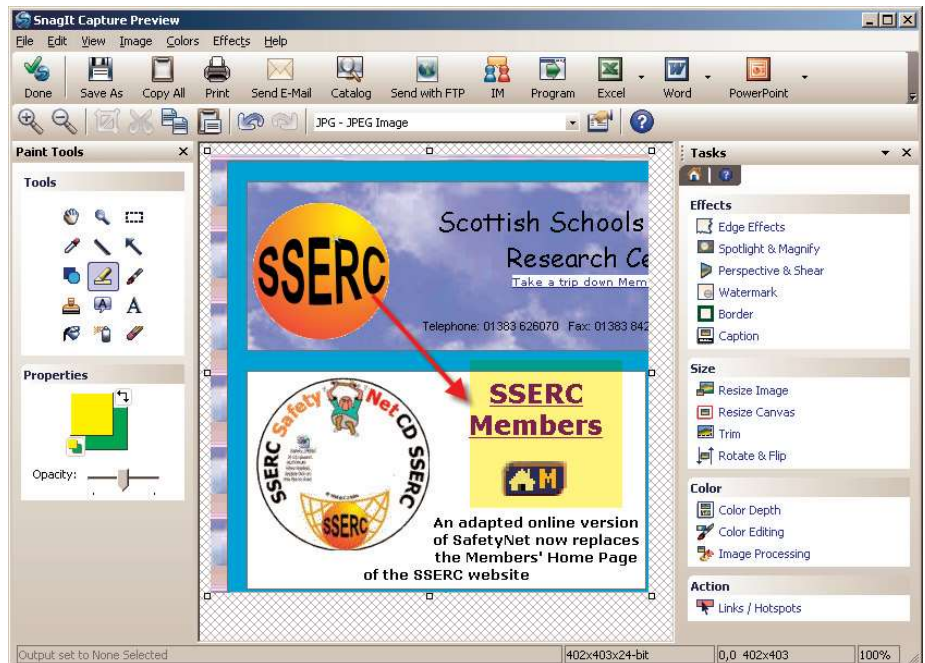 SnagIt Capture Preview
File Edit View Image Colors Effects Help
Done Save As Copy All Print Send E-Mail Catalog Send with FTP IM Program Excel Word PowerPoint
JPG - JPEG Image
Paint Tools
Tools
A A
Properties
Opacity:
SSERC
Scottish Schools
Research Ce
Take a trip down Mem
Telephone: 01383 626070 Fax: 01383 842
SSERC Safety Net CD SSERC
SSERC
SSERC
Members
M
An adapted online version
of SafetyNet now replaces
the Members' Home Page
of the SSERC website
Tasks
Effects
Edge Effects
Spotlight & Magnify
Perspective & Shear
Watermark
Border
Caption
Size
Resize Image
Resize Canvas
Trim
Rotate & Flip
Color
Color Depth
Color Editing
Image Processing
Action
Links / Hotspots
Output set to None Selected 402x403x24-bit 0,0 402x403 100%